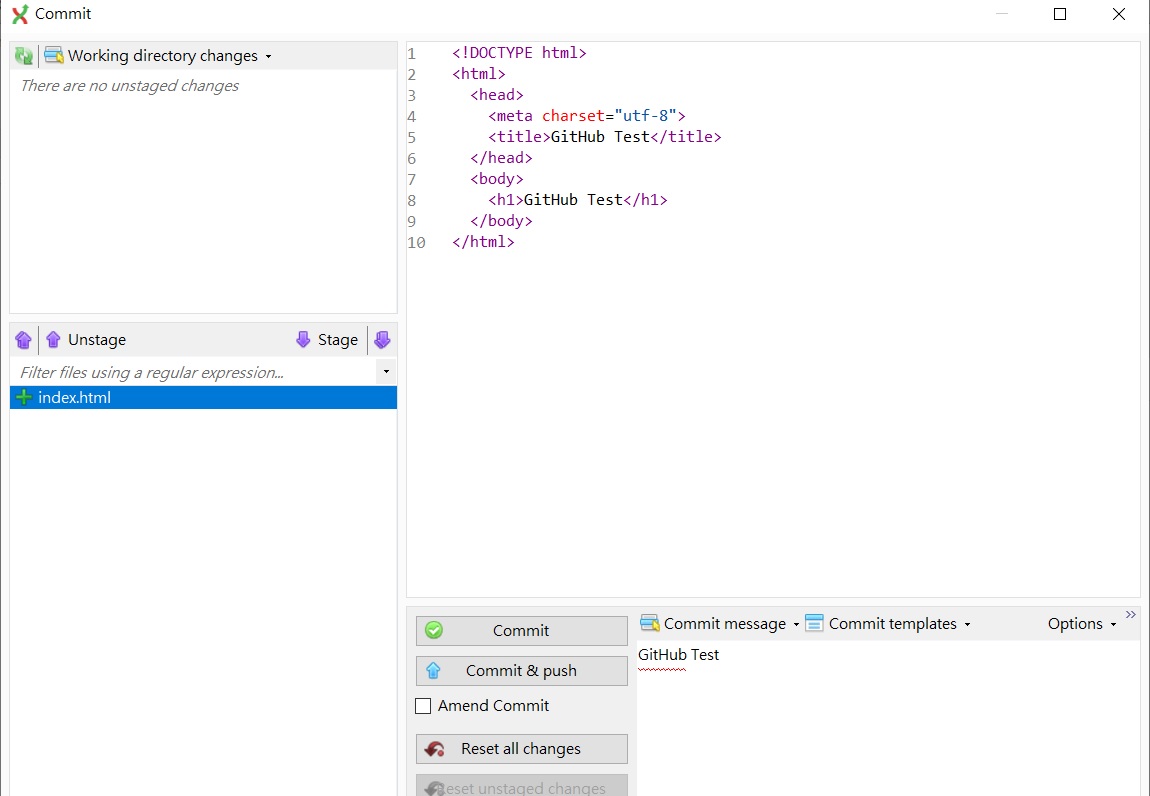 Commit
Working directory changes
There are no unstaged changes
Unstage
Stage
Filter files using a regular expression...
index.html
1 <!DOCTYPE html>
2 <html>
3 <head>
4 <meta charset="utf-8">
5 <title>GitHub Test</title>
6 </head>
7 <body>
8 <h1>GitHub Test</h1>
9 </body>
10 </html>
Commit
Commit & push
Amend Commit
Reset all changes
Reset unstaged changes
Commit message
Commit templates
Options
GitHub Test